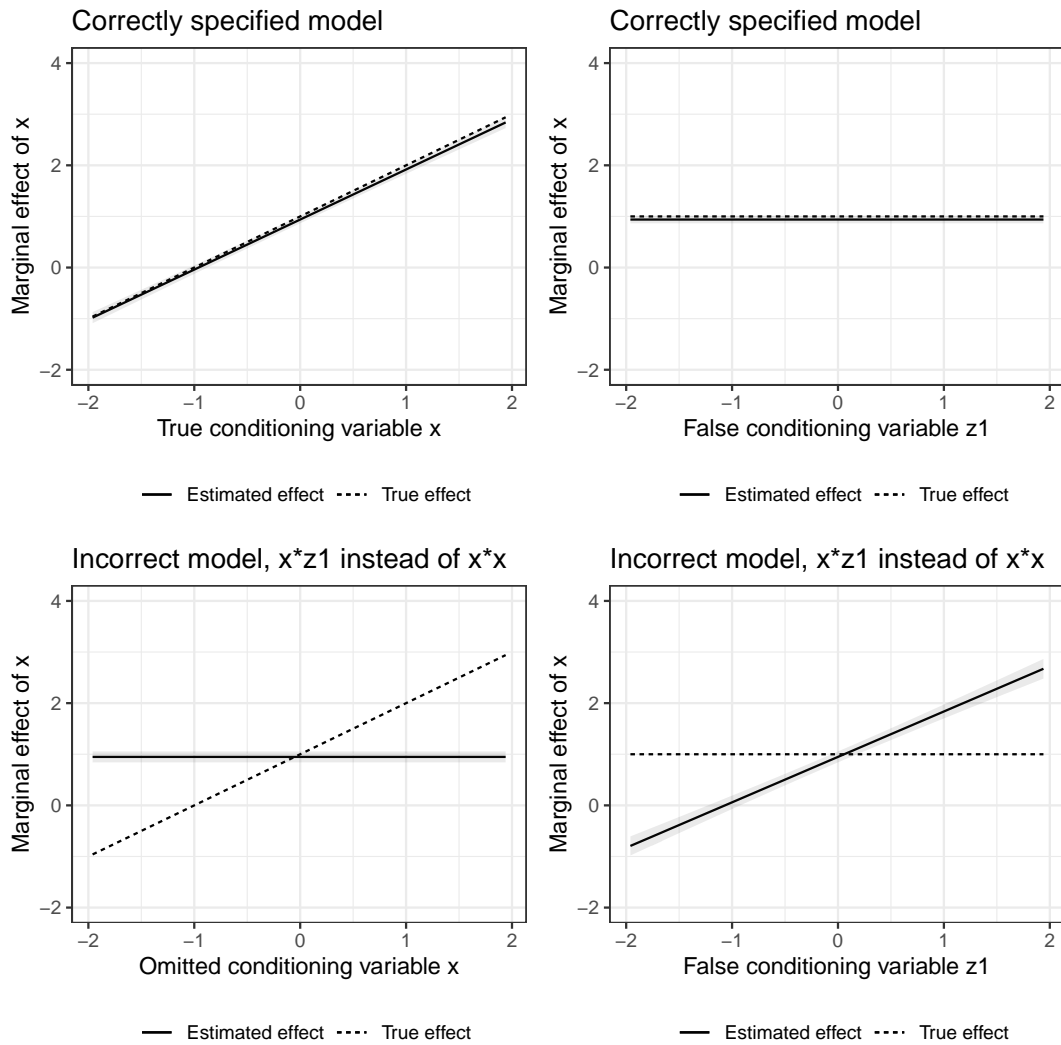 Correctly specified model
Marginal effect of x
4
2
0
−2
−2 −1 0 1 2
True conditioning variable x
Estimated effect True effect
Correctly specified model
Marginal effect of x
4
2
0
−2
−2 −1 0 1 2
False conditioning variable z1
Estimated effect True effect
Incorrect model, x*z1 instead of x*x
Marginal effect of x
4
2
0
−2
−2 −1 0 1 2
Omitted conditioning variable x
Estimated effect True effect
Incorrect model, x*z1 instead of x*x
Marginal effect of x
4
2
0
−2
−2 −1 0 1 2
False conditioning variable z1
Estimated effect True effect